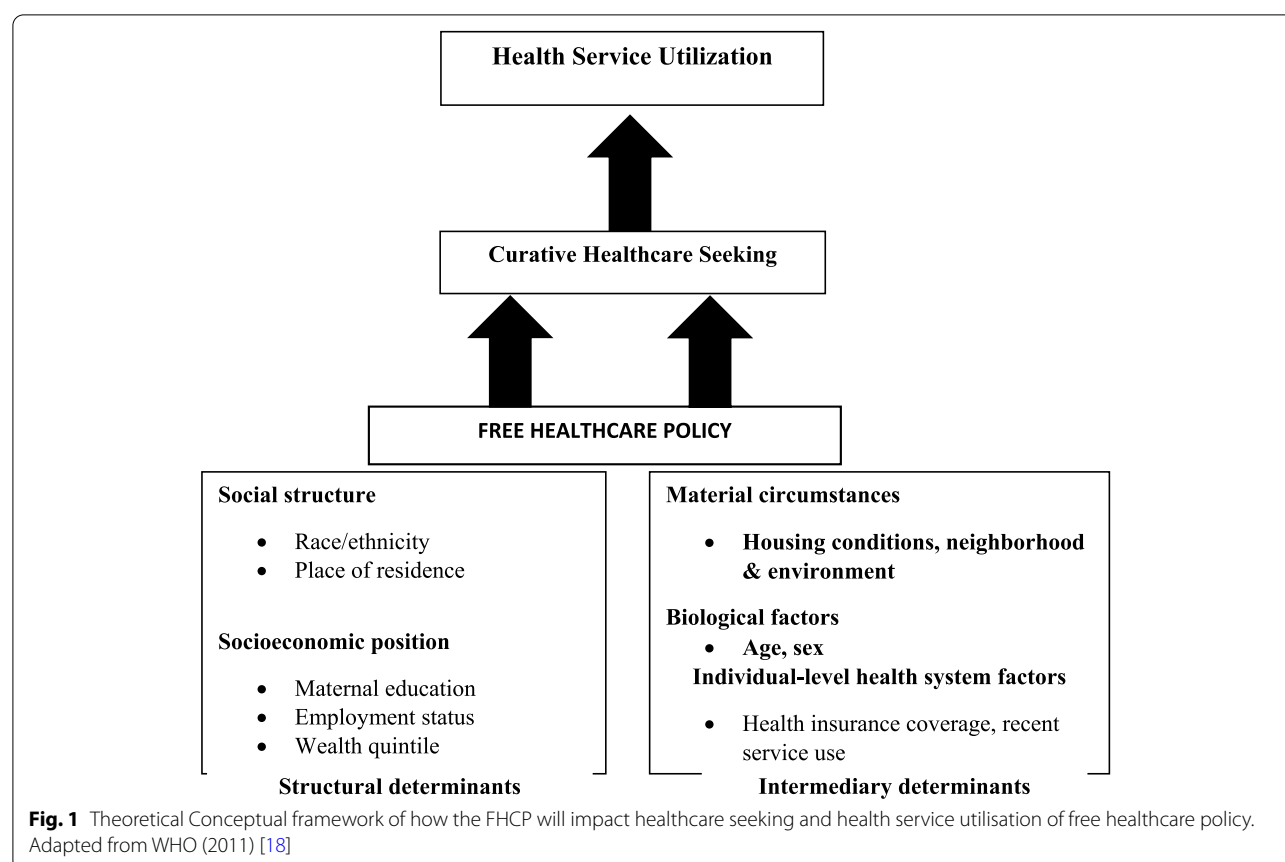 Health Service Utilization
Curative Healthcare Seeking
FREE HEALTHCARE POLICY
Social structure
• Race/ethnicity
• Place of residence
Socioeconomic position
• Maternal education
• Employment status
• Wealth quintile
Structural determinants
Material circumstances
• Housing conditions, neighborhood
& environment
Biological factors
• Age, sex
Individual-level health system factors
• Health insurance coverage, recent
service use
Intermediary determinants
Fig. 1 Theoretical Conceptual framework of how the FHCP will impact healthcare seeking and health service utilisation of free healthcare policy.
Adapted from WHO (2011) [18]